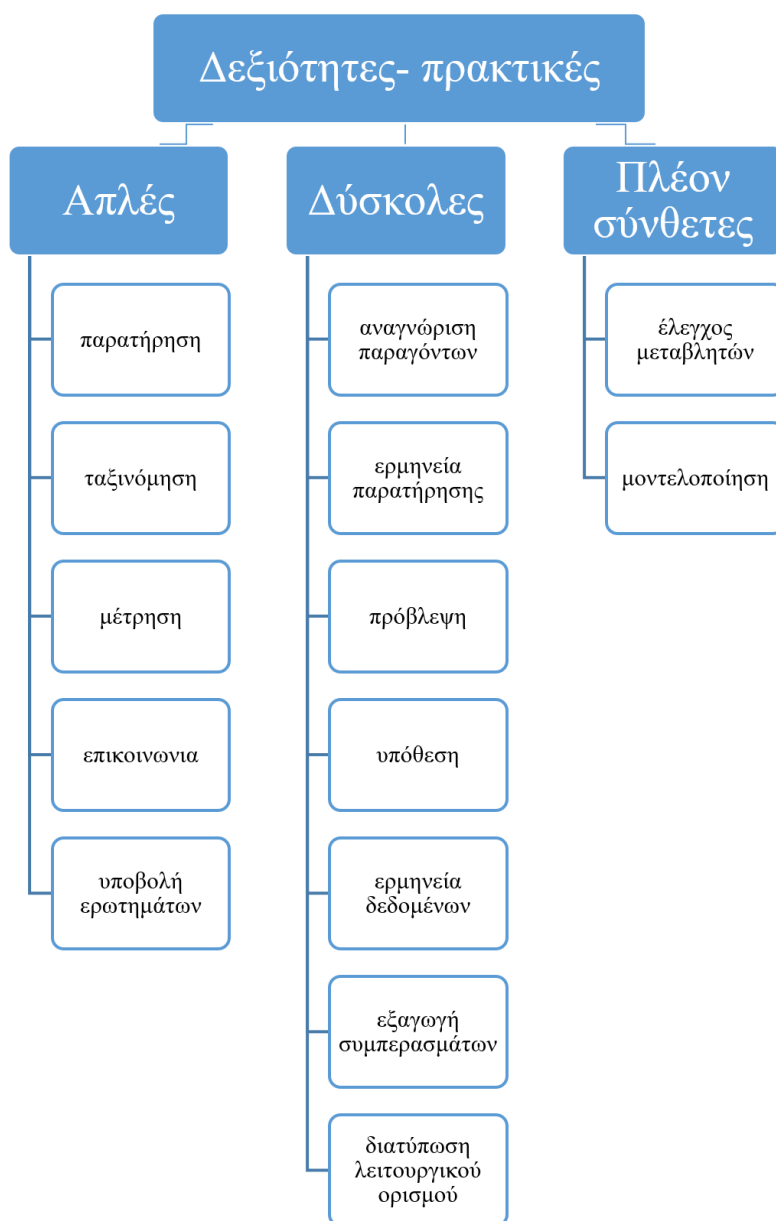 Δεξιότητες- πρακτικές
Απλές
παρατήρηση
ταξινόμηση
μέτρηση
επικοινωνια
υποβολή
ερωτημάτων
Δύσκολες
αναγνώριση
παραγόντων
ερμηνεία
παρατήρησης
πρόβλεψη
υπόθεση
ερμηνεία
δεδομένων
εξαγωγή
συμπερασμάτων
διατύπωση
λειτουργικού
ορισμού
Πλέον
σύνθετες
έλεγχος
μεταβλητών
μοντελοποίηση